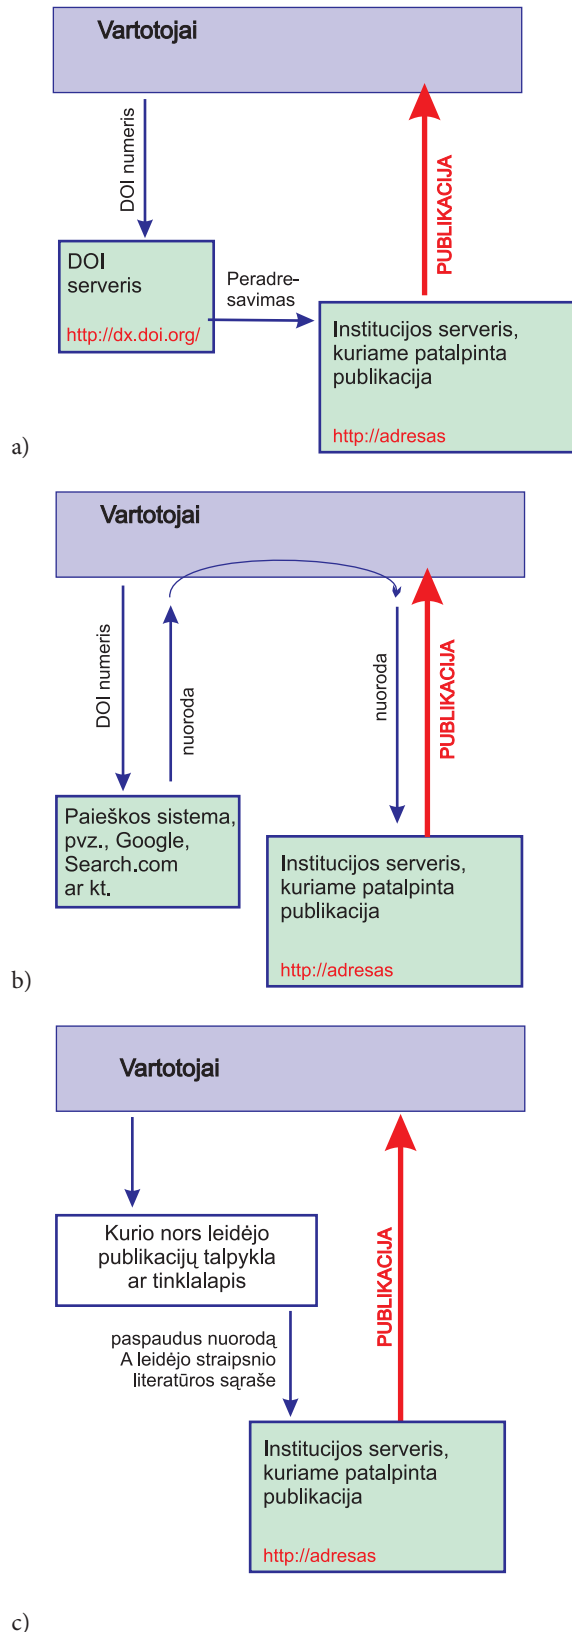 Vartotojai
DOI numeris
PUBLIKACIJA
DOI
serveris
http://dx.doi.org/
Peradre-
savimas
Institucijos serveris,
kuriame patalpinta
publikacija
http://adresas
a)
Vartotojai
DOI numeris
nuoroda
nuoroda
PUBLIKACIJA
Paieškos sistema,
pvz., Google,
Search.com
ar kt.
Institucijos serveris,
kuriame patalpinta
publikacija
http://adresas
b)
Vartotojai
Kurio nors leidėjo
publikacijų talpykla
ar tinklalapis
PUBLIKACIJA
paspaudus nuorodą
A leidėjo straipsnio
literatūros sąraše
Institucijos serveris,
kuriame patalpinta
publikacija
http://adresas
c)